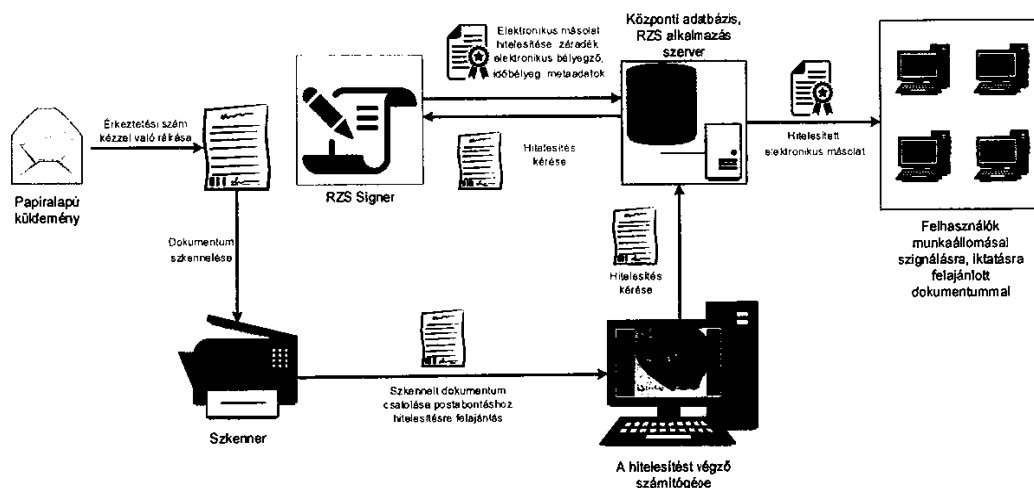 Papíralapú
küldemény
Érkeztetési szám
kézzel való ráírása
Dokumentum
szkennelése
Szkenner
Szkennelt dokumentum
csatolása postabontáshoz
hitelesítésre felajántás
A hitelesítést végző
számítógépe
Hitelesítés
kérése
Központi adatbázis,
RZS alkalmazás
szerver
Hitelesítés
kérése
RZS Signer
Elektronikus másolat
hitelesítése záradék
elektronikus bélyegző,
időbélyeg metaadatok
Hitelesített
elektronikus másolat
Felhasználók
munkaállomásai
szignálásra, iktatásra
felajánlott
dokumentummal